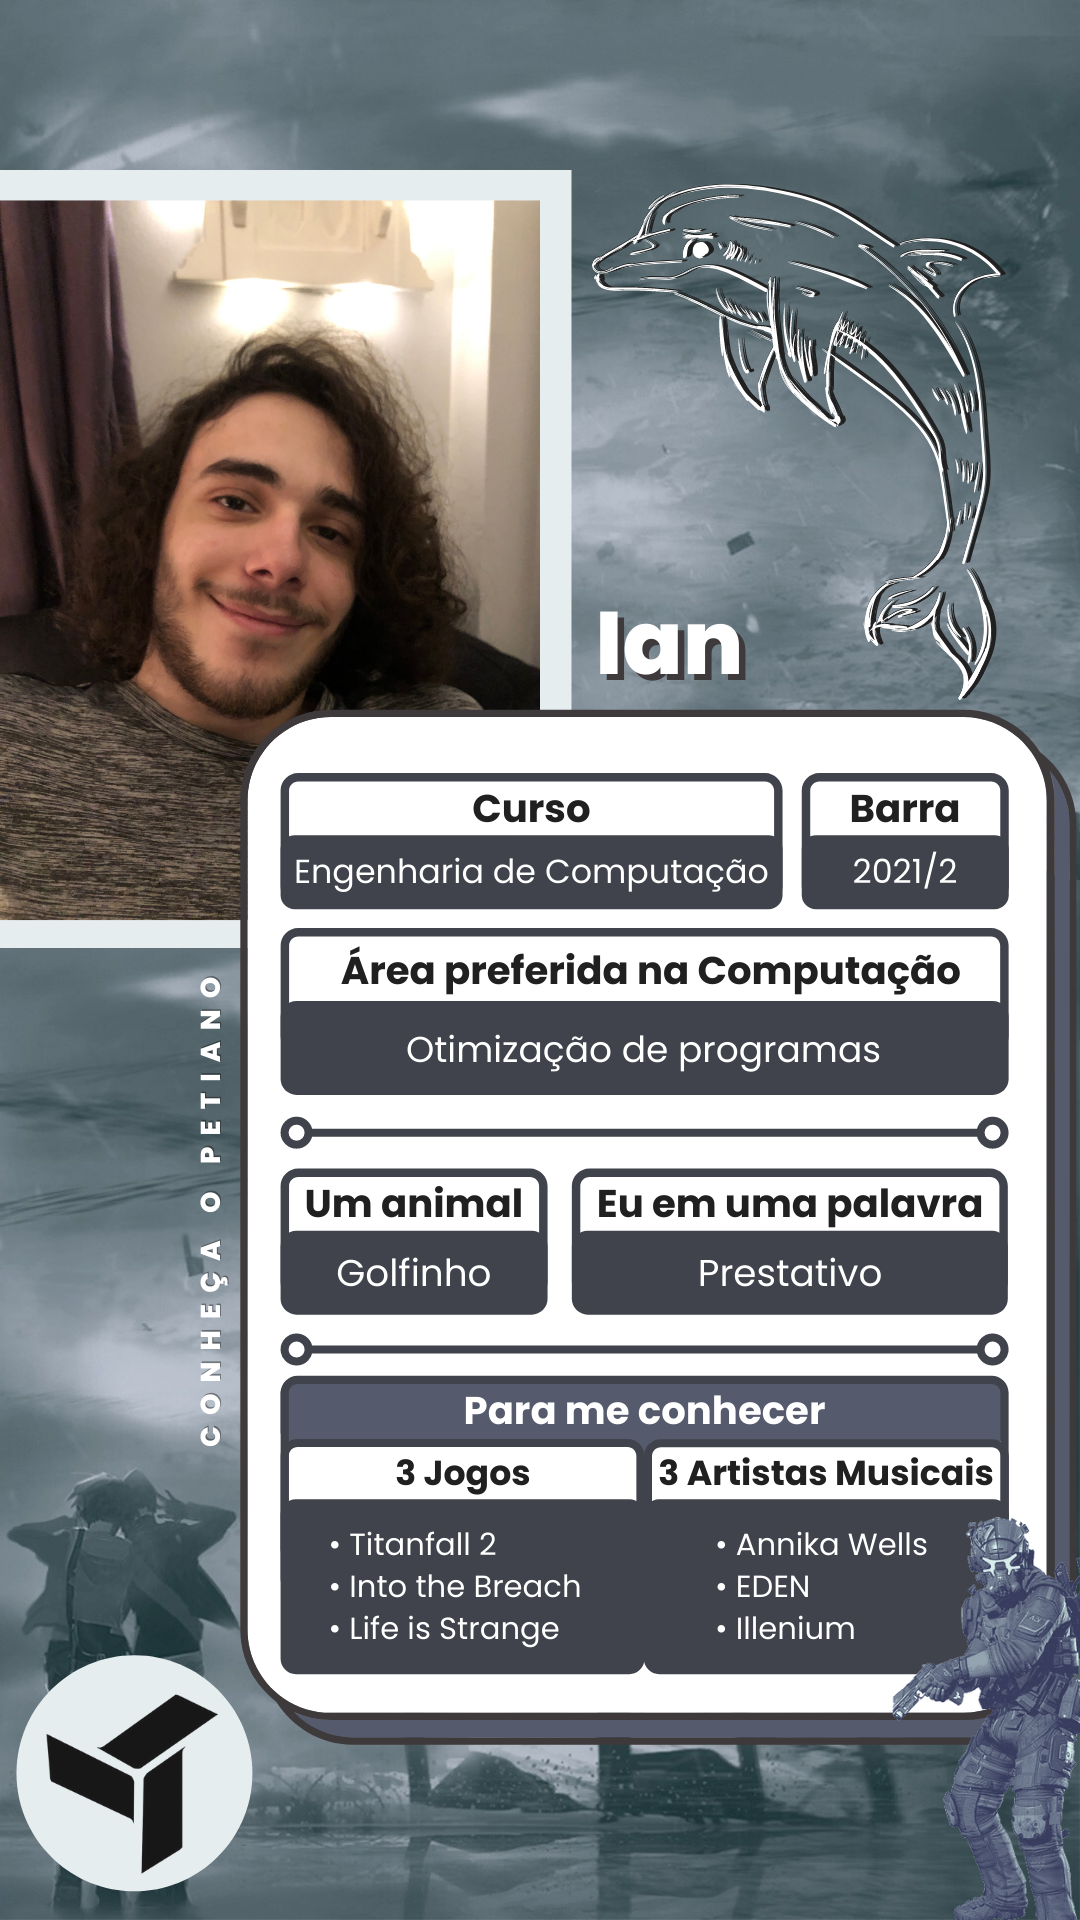 Ian
Curso
Engenharia de Computação
Barra
2021/2
Área preferida na Computação
Otimização de programas
Um animal
Golfinho
Eu em uma palavra
Prestativo
Para me conhecer
3 Jogos
• Titanfall 2
• Into the Breach
• Life is Strange
3 Artistas Musicais
• Annika Wells
• EDEN
• Illenium
CONHEÇA O PETIANO